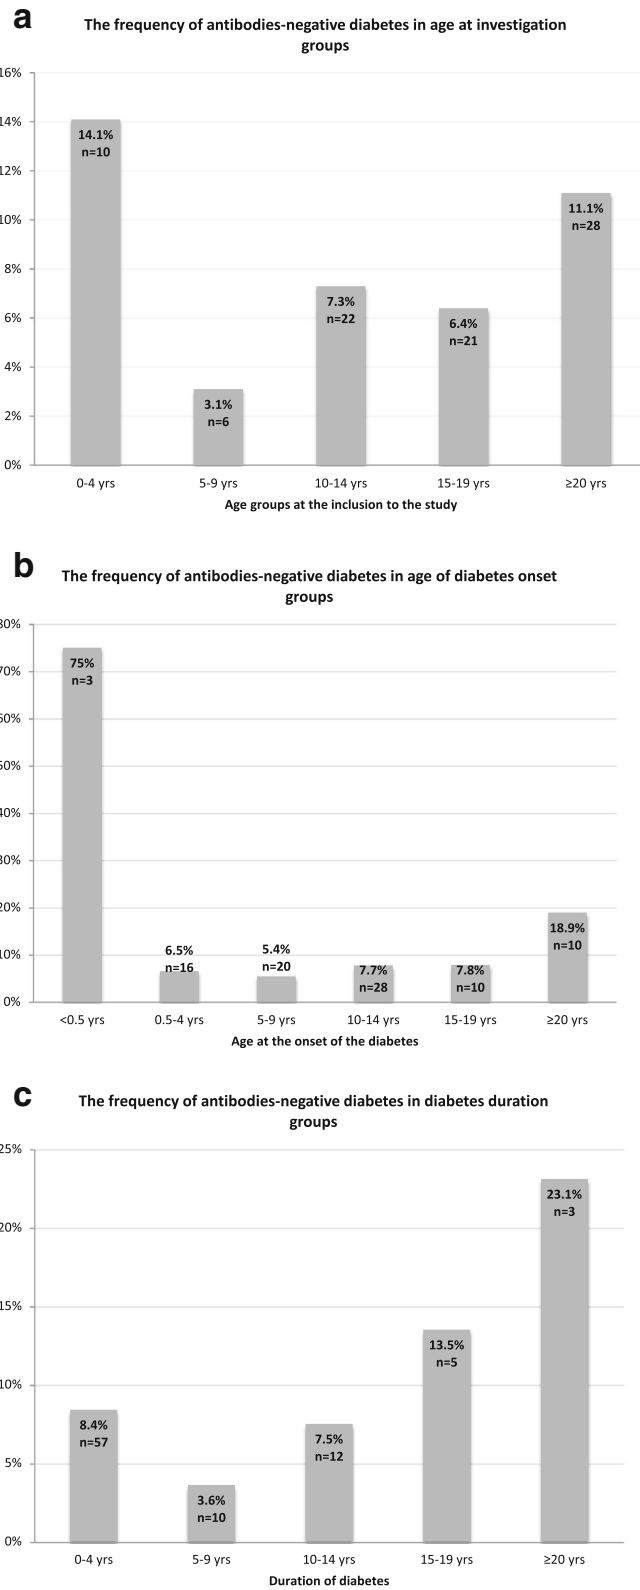 a
The frequency of antibodies-negative diabetes in age at investigation
groups
16%
14%
12%
10%
8%
6%
4%
2%
0%
14.1%
n=10
3.1%
n=6
7.3%
n=22
6.4%
n=21
11.1%
n=28
0-4 yrs
5-9 yrs
10-14 yrs
15-19 yrs
≥20 yrs
Age groups at the inclusion to the study
b
The frequency of antibodies-negative diabetes in age of diabetes onset
groups
80%
70%
60%
50%
40%
30%
20%
10%
0%
75%
n=3
6.5%
n=16
5.4%
n=20
7.7%
n=28
7.8%
n=10
18.9%
n=10
<0.5 yrs
0.5-4 yrs
5-9 yrs
10-14 yrs
15-19 yrs
≥20 yrs
Age at the onset of the diabetes
c
The frequency of antibodies-negative diabetes in diabetes duration
groups
25%
20%
15%
10%
5%
0%
8.4%
n=57
3.6%
n=10
7.5%
n=12
13.5%
n=5
23.1%
n=3
0-4 yrs
5-9 yrs
10-14 yrs
15-19 yrs
≥20 yrs
Duration of diabetes